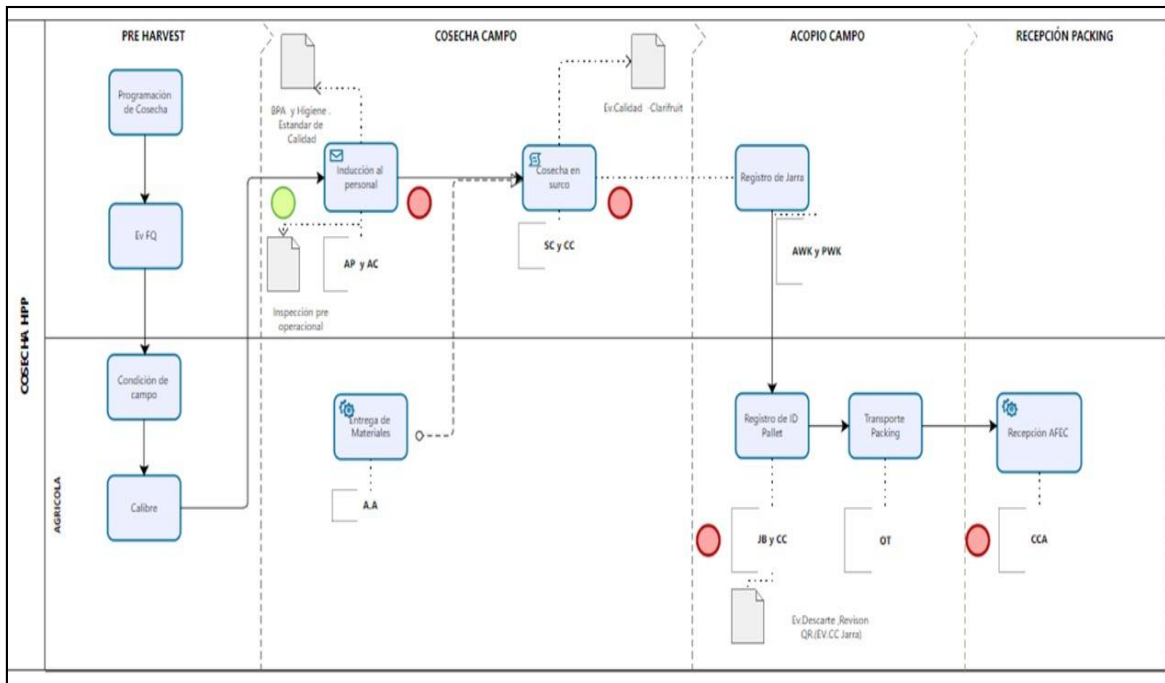 PRE HARVEST
COSECHA CAMPO
ACOPIO CAMPO
RECEPCIÓN PACKING
COSECHA HPP
Programación
de Cosecha
Ev FQ
BPA y Higiene .
Estandar de
Calidad
Inducción al
personal
AP y AC
Inspección pre
operacional
Ev.Calidad -Clarifruit
Cosecha en
surco
SC y CC
Registro de Jarra
AWK y PWK
AGRICOLA
Condición de
campo
Calibre
Entrega de
Materiales
A.A
Registro de ID
Pallet
JB y CC
Ev.Descarte ,Revison
QR.(EV.CC Jarra)
Transporte
Packing
OT
Recepción AFEC
CCA